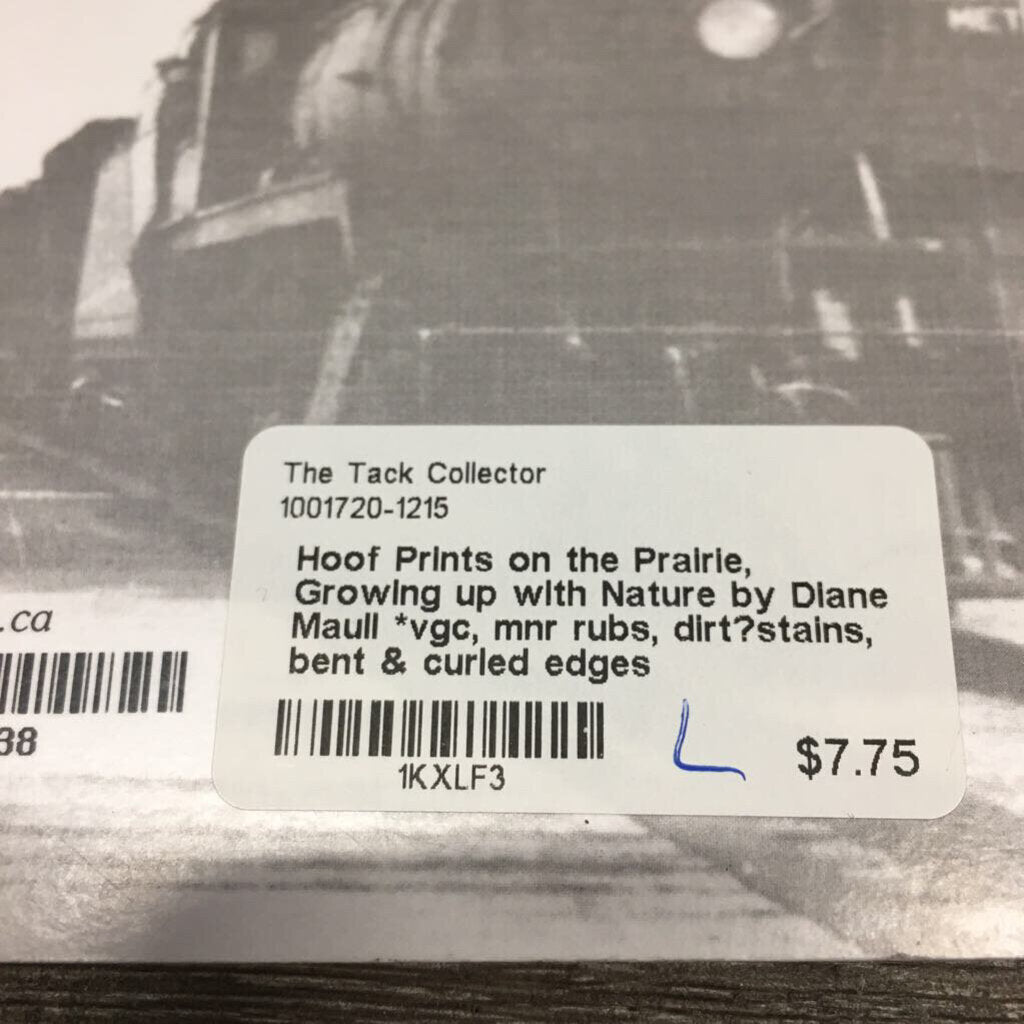 The Tack Collector
1001720-1215
Hoof Prints on the Prairie,
Growing up with Nature by Diane
Maull *vgc, mnr rubs, dirt?stains,
bent & curled edges
1KXLF3
L
$7.75
.ca
38